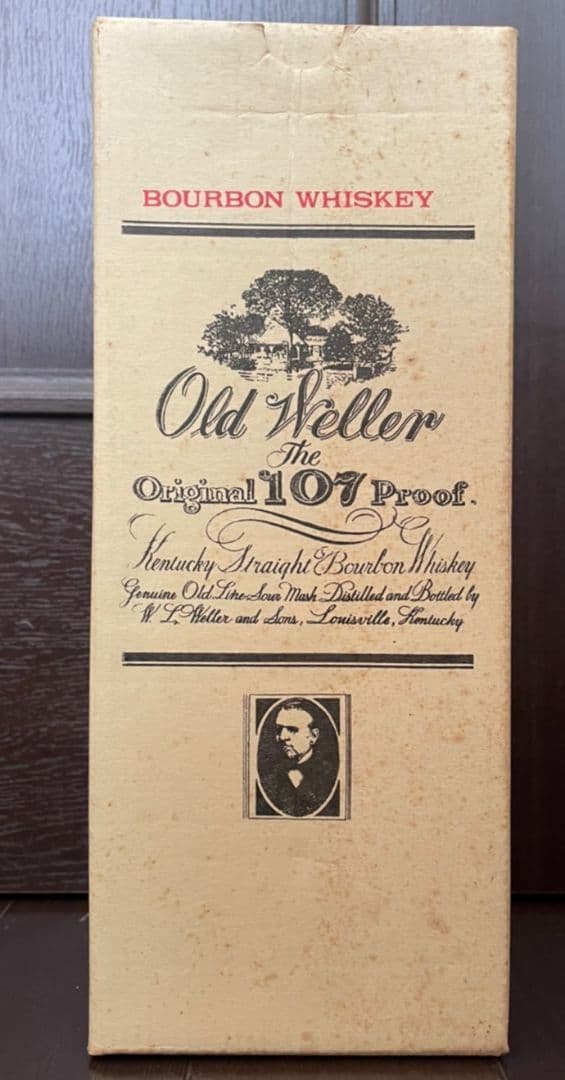 BOURBON WHISKEY
Old Weller
The
Original 107 Proof.
Kentucky Straight Bourbon Whiskey
Genuine Old Line Sour Mash Distilled and Bottled by
W. L. Weller and Sons, Louisville, Kentucky